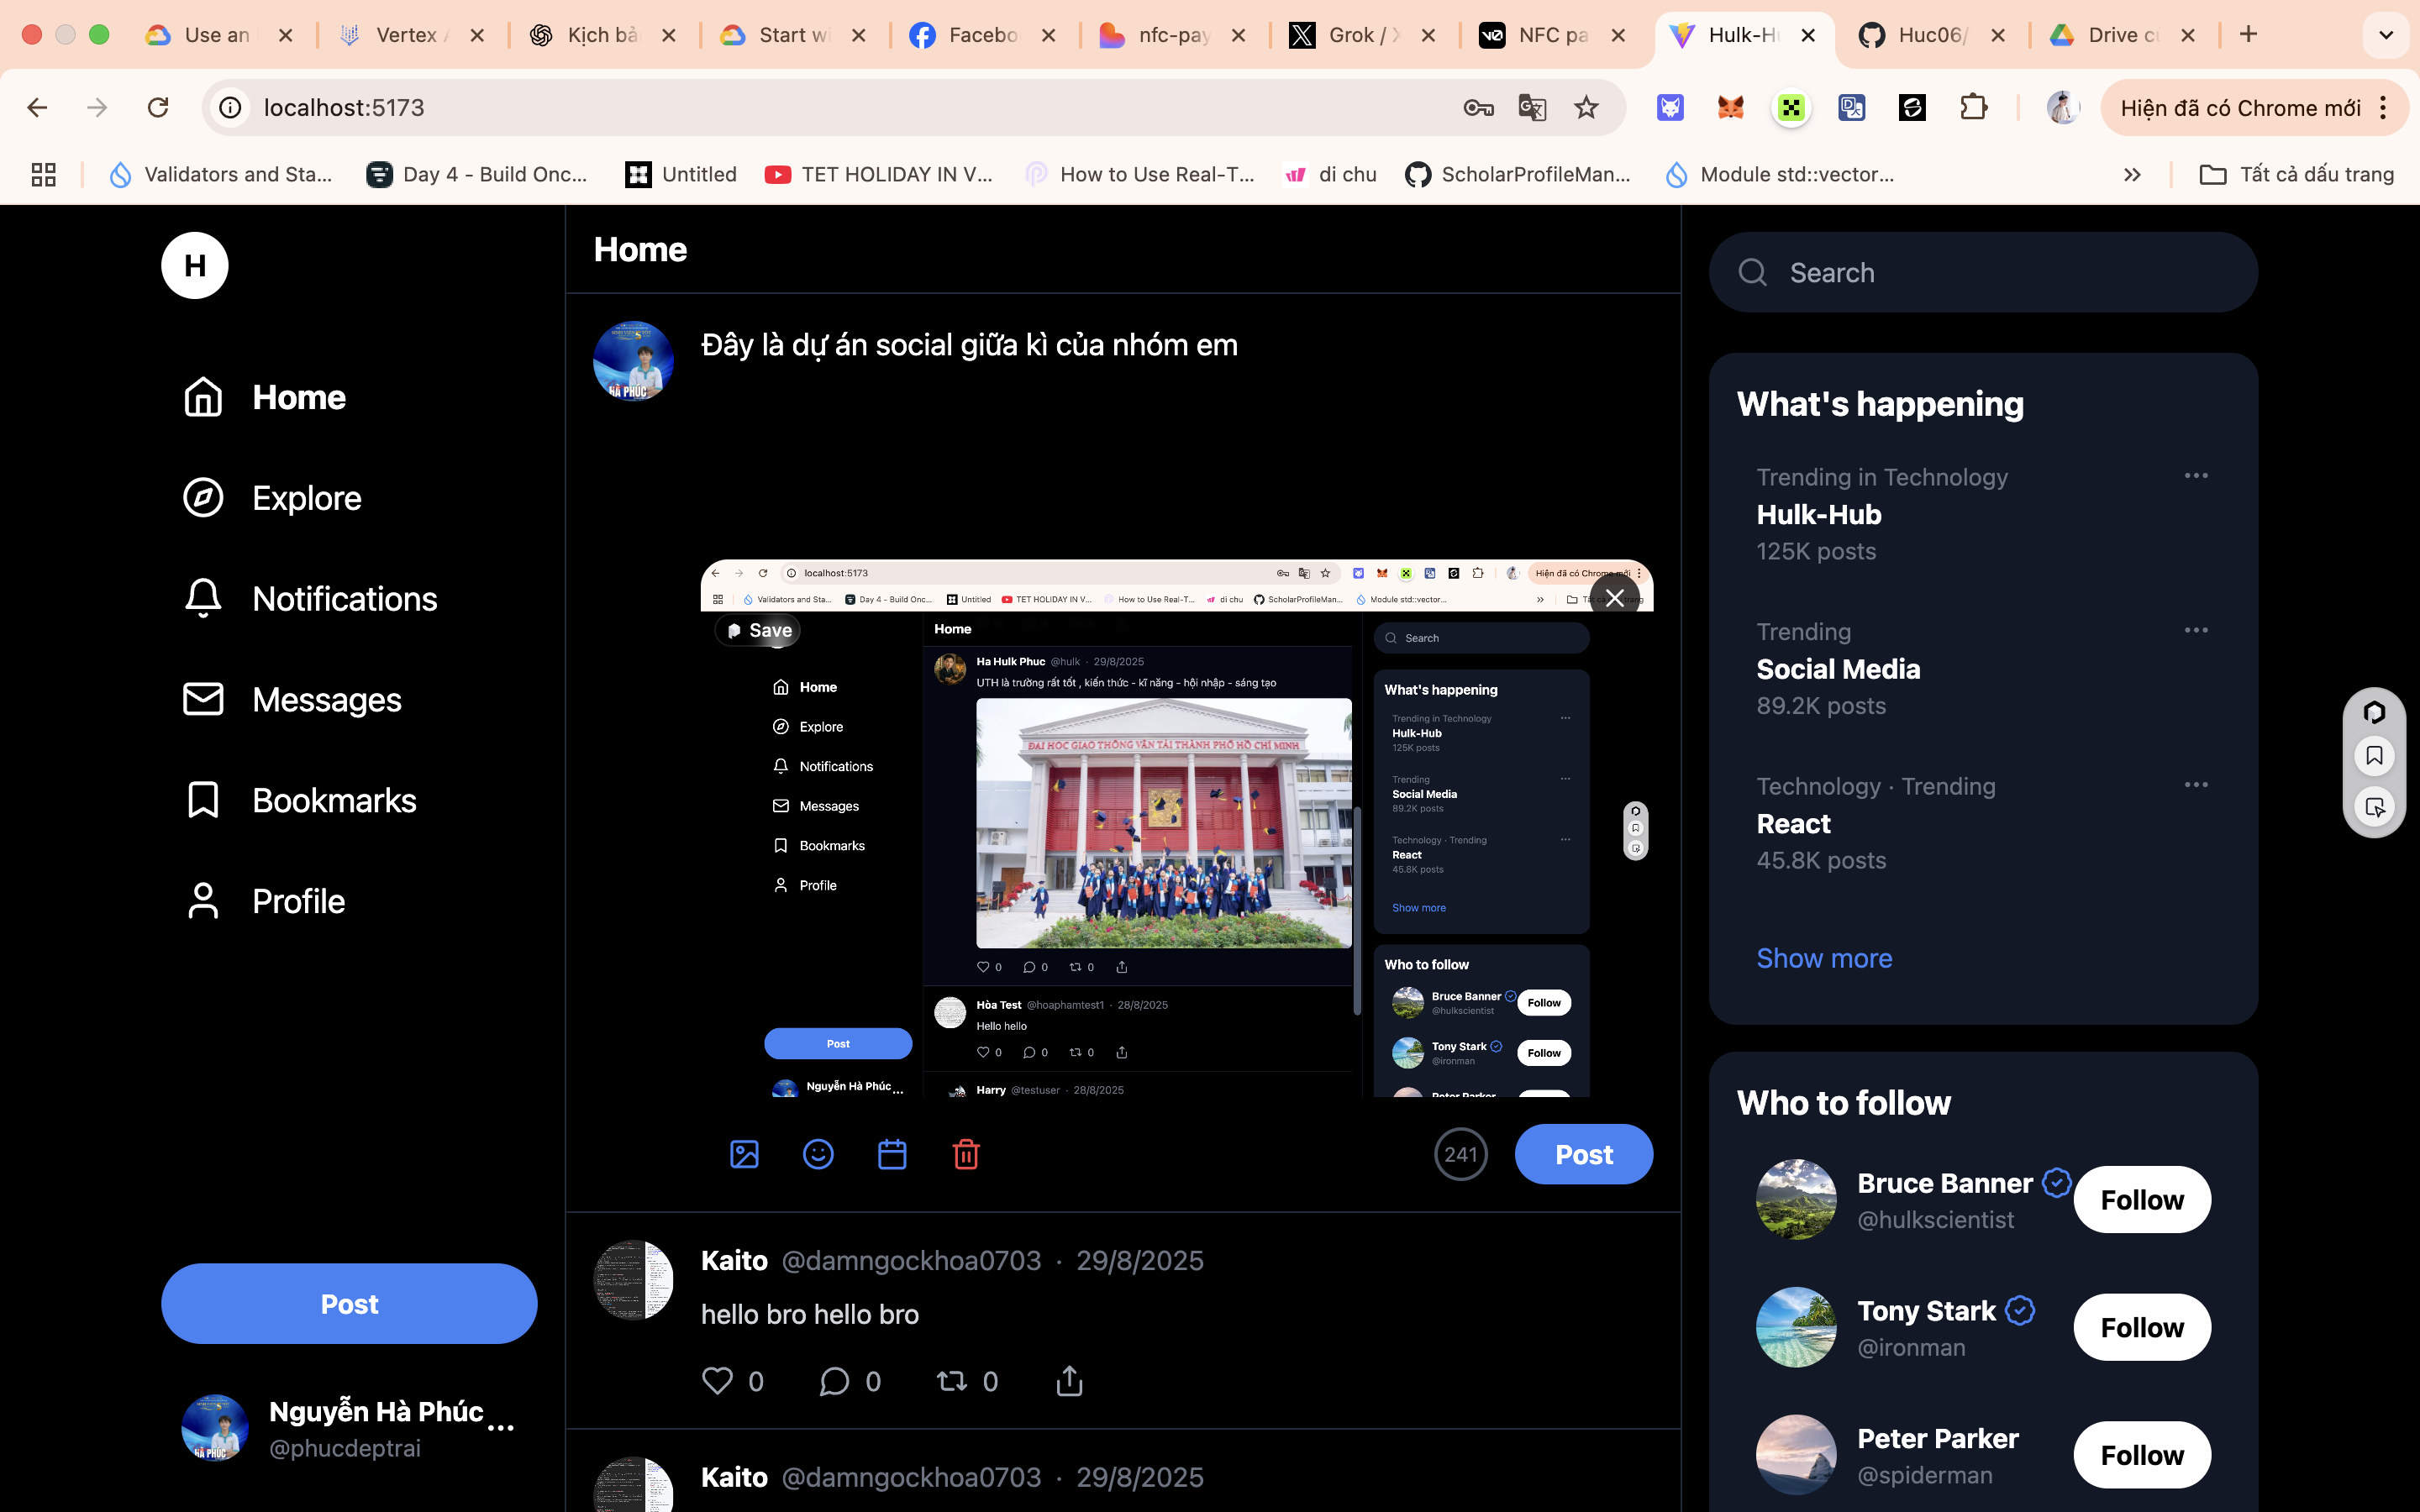 Use an
Vertex A
Kịch bả
Start wi
Facebo
nfc-pay
Grok / X
NFC pa
Hulk-Hu
Huc06/
Drive củ
localhost:5173
Hiện đã có Chrome mới
Validators and Sta...
Day 4 - Build Onc...
Untitled
TET HOLIDAY IN V...
How to Use Real-T...
di chu
ScholarProfileMan...
Module std::vector...
Tất cả dấu trang
H
Home
Explore
Notifications
Messages
Bookmarks
Profile
Post
Nguyễn Hà Phúc...
@phucdeptrai
Home
HÀ PHÚC
Đây là dự án social giữa kì của nhóm em
localhost:5173
Hiện đã có Chrome mới
Validators and Sta...
Day 4 - Build Onc...
Untitled
TET HOLIDAY IN V...
How to Use Real-T...
di chu
ScholarProfileMan...
Module std::vector...
Save
Home
Explore
Notifications
Messages
Bookmarks
Profile
Post
Nguyễn Hà Phúc...
Home
Ha Hulk Phuc @hulk · 29/8/2025
UTH là trường rất tốt , kiến thức - kĩ năng - hội nhập - sáng tạo
ĐẠI HỌC GIAO THÔNG VẬN TẢI THÀNH PHỐ HỒ CHÍ MINH
0 0 0
Hòa Test @hoaphamtest1 · 28/8/2025
Hello hello
0 0 0
Harry @testuser · 28/8/2025
Search
What's happening
Trending in Technology
Hulk-Hub
125K posts
Trending
Social Media
89.2K posts
Technology · Trending
React
45.8K posts
Show more
Who to follow
Bruce Banner
@hulkscientist
Follow
Tony Stark
@ironman
Follow
Peter Parker
241
Post
Kaito @damngockhoa0703 · 29/8/2025
hello bro hello bro
0 0 0
Kaito @damngockhoa0703 · 29/8/2025
Search
What's happening
Trending in Technology
Hulk-Hub
125K posts
Trending
Social Media
89.2K posts
Technology · Trending
React
45.8K posts
Show more
Who to follow
Bruce Banner
@hulkscientist
Follow
Tony Stark
@ironman
Follow
Peter Parker
@spiderman
Follow